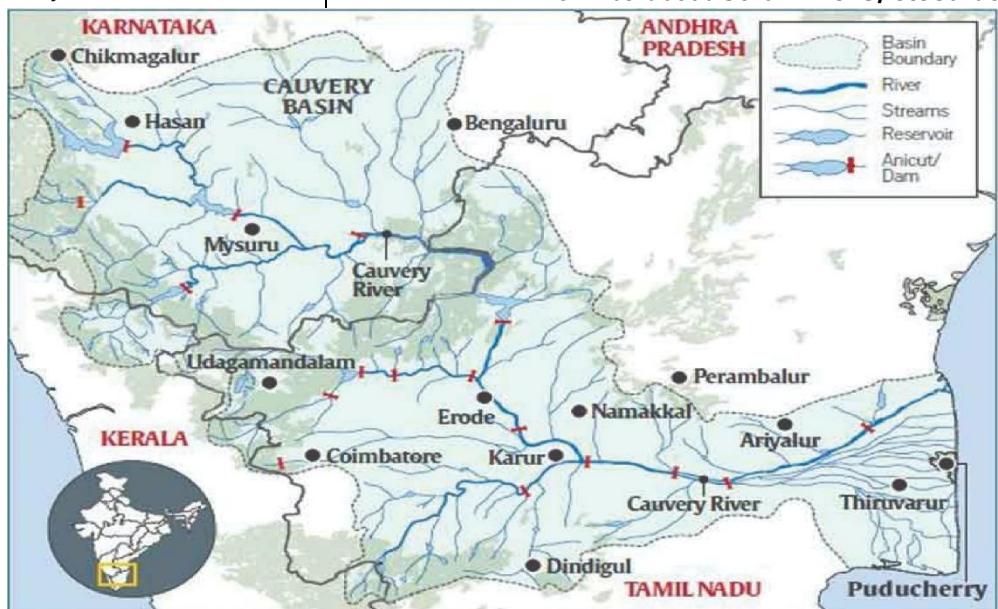 KARNATAKA
ANDHRA
PRADESH
Chikmagalur
CAUVERY
BASIN
Hasan
Bengaluru
Basin
Boundary
River
Streams
Reservoir
Anicut/
Dam
Mysuru
Cauvery
River
Udagamandalam
Perambalur
Erode
Namakkal
Ariyalur
KERALA
Coimbatore
Karur
Cauvery River
Thiruvarur
Dindigul
TAMIL NADU
Puducherry